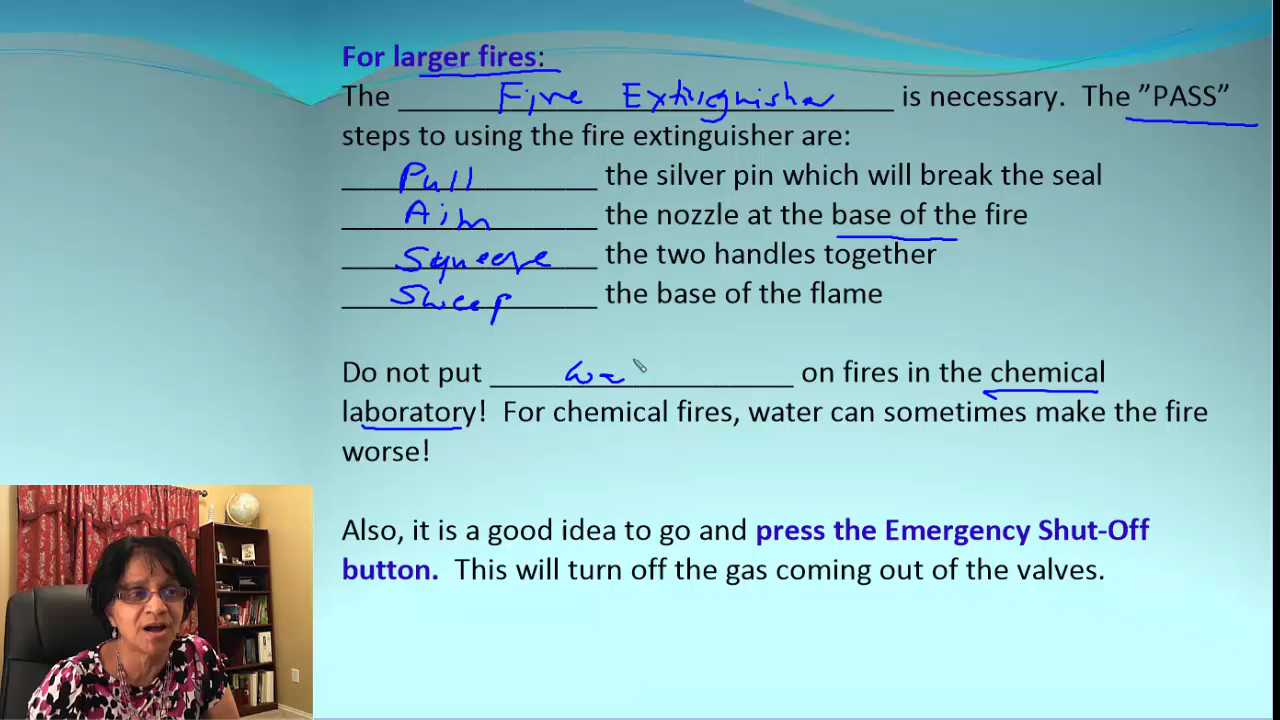 For larger fires:
The Fire Extinguisher is necessary. The ”PASS”
steps to using the fire extinguisher are:
Pull the silver pin which will break the seal
Aim the nozzle at the base of the fire
Squeeze the two handles together
Sweep the base of the flame
Do not put wa on fires in the chemical
laboratory! For chemical fires, water can sometimes make the fire
worse!
Also, it is a good idea to go and press the Emergency Shut-Off
button. This will turn off the gas coming out of the valves.